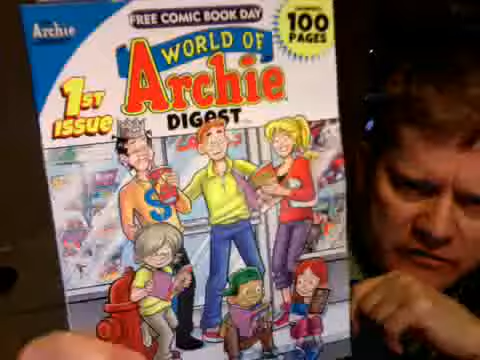 FREE COMIC BOOK DAY
Archie
100
PAGES
WORLD OF
Archie
DIGEST
1ST
ISSUE
S